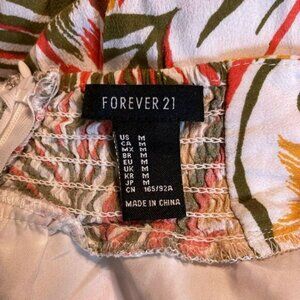 FOREVER 21
US M
CA M
MX M
BR M
EU M
UK M
KR M
JP M
CN 165/92A
MADE IN CHINA